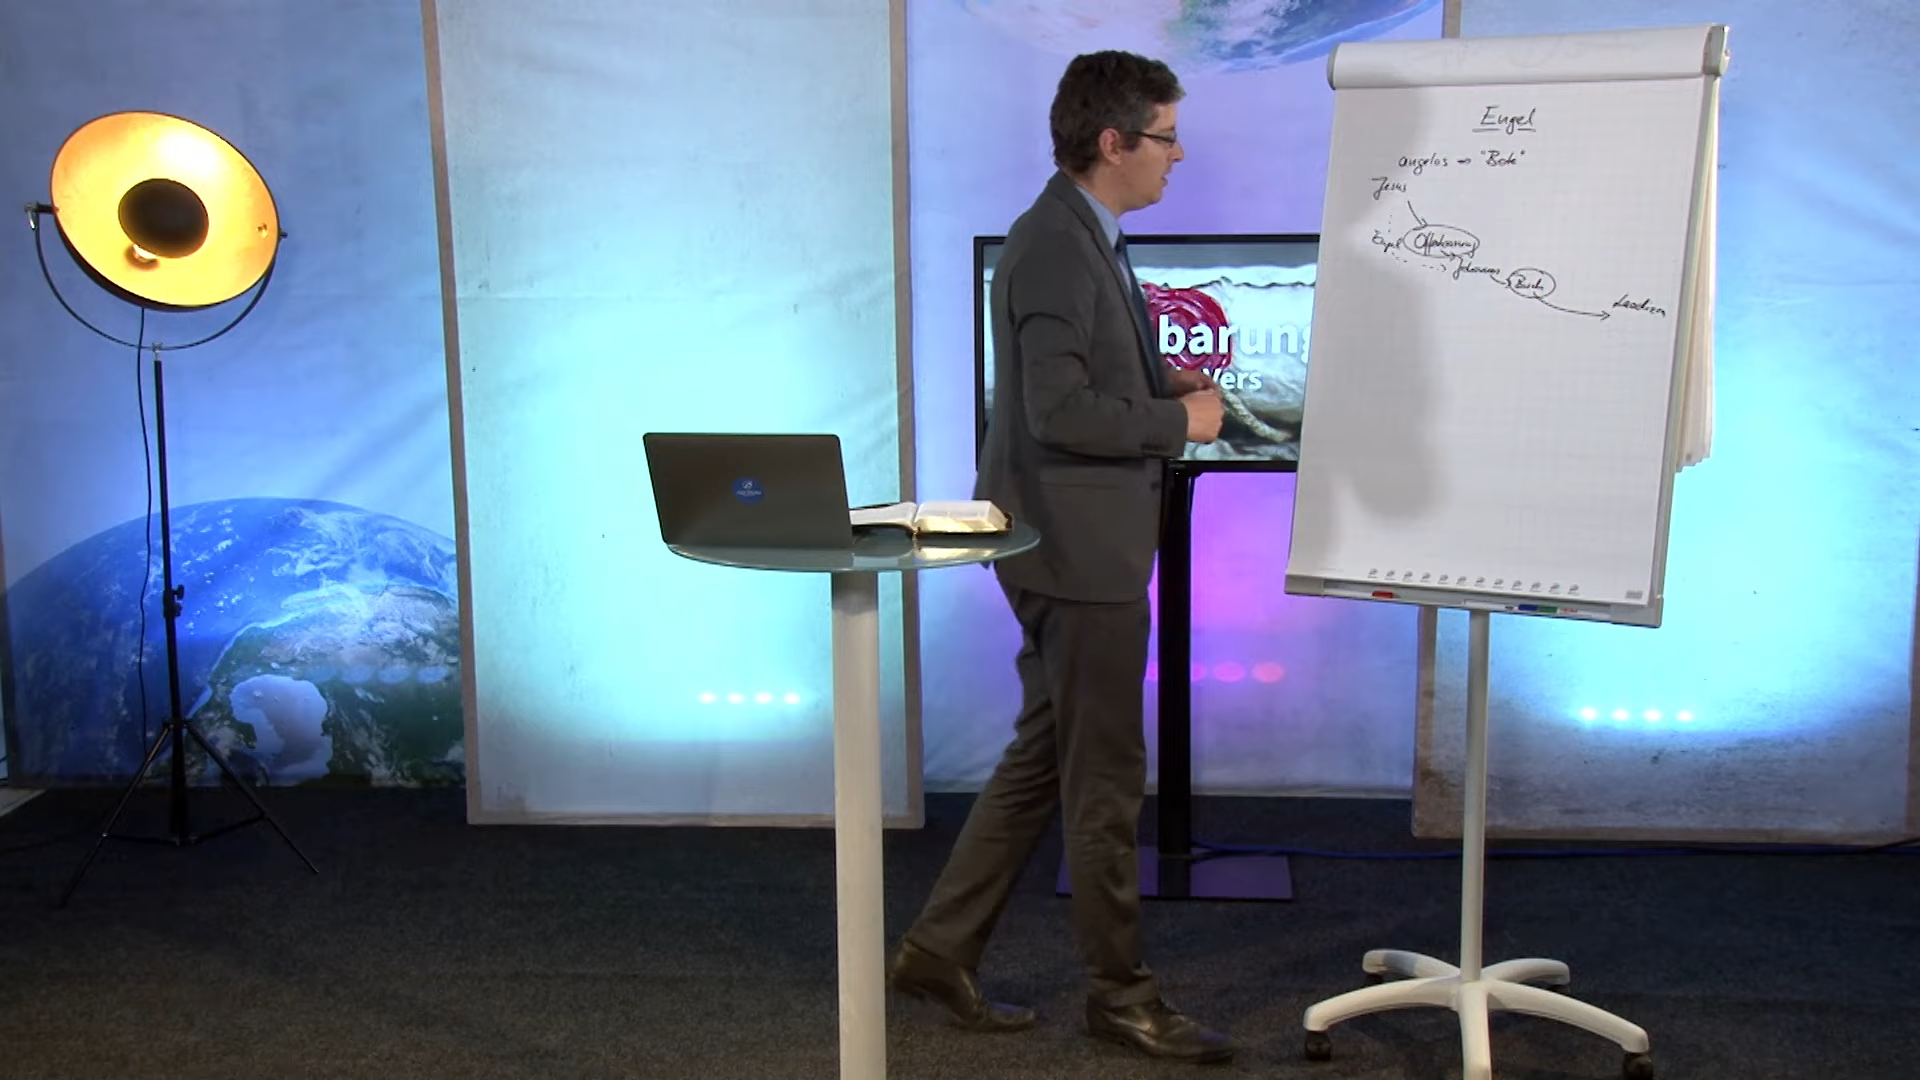 Engel
angelos → "Bote"
Jesus
Engel Offenbarung
Johannes Buch
Laodizea
barung
Vers